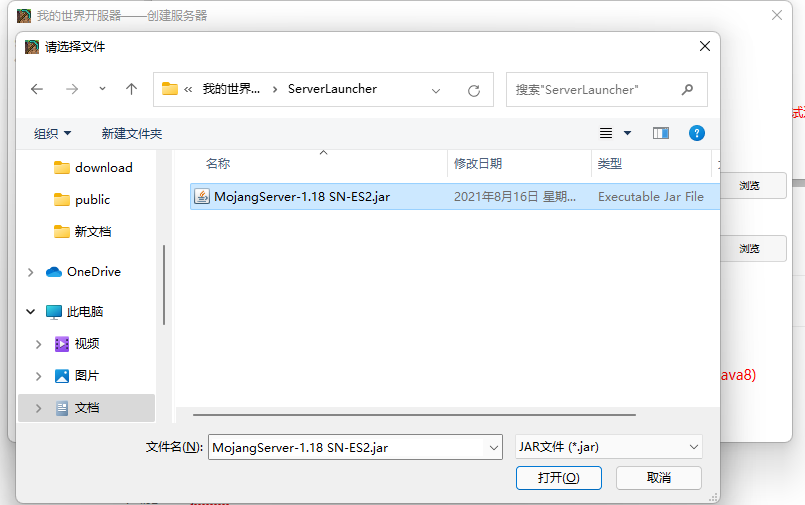 我的世界开服器——创建服务器
请选择文件
« 我的世界... › ServerLauncher
搜索"ServerLauncher"
组织 新建文件夹
名称 修改日期 类型
download
public
新文档
OneDrive
此电脑
视频
图片
文档
MojangServer-1.18 SN-ES2.jar 2021年8月16日 星期... Executable Jar File
浏览
浏览
ava8)
文件名(N): MojangServer-1.18 SN-ES2.jar JAR文件 (*.jar)
打开(O) 取消